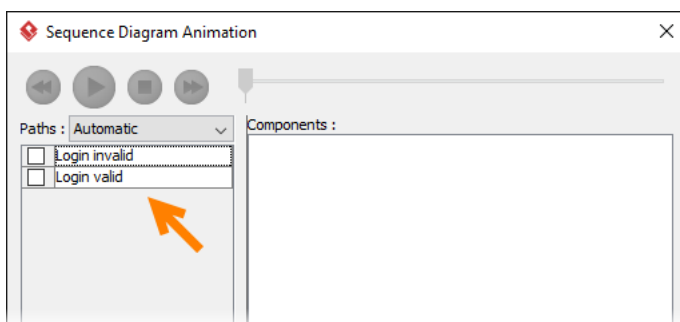 Sequence Diagram Animation
Paths : Automatic
Components :
Login invalid
Login valid